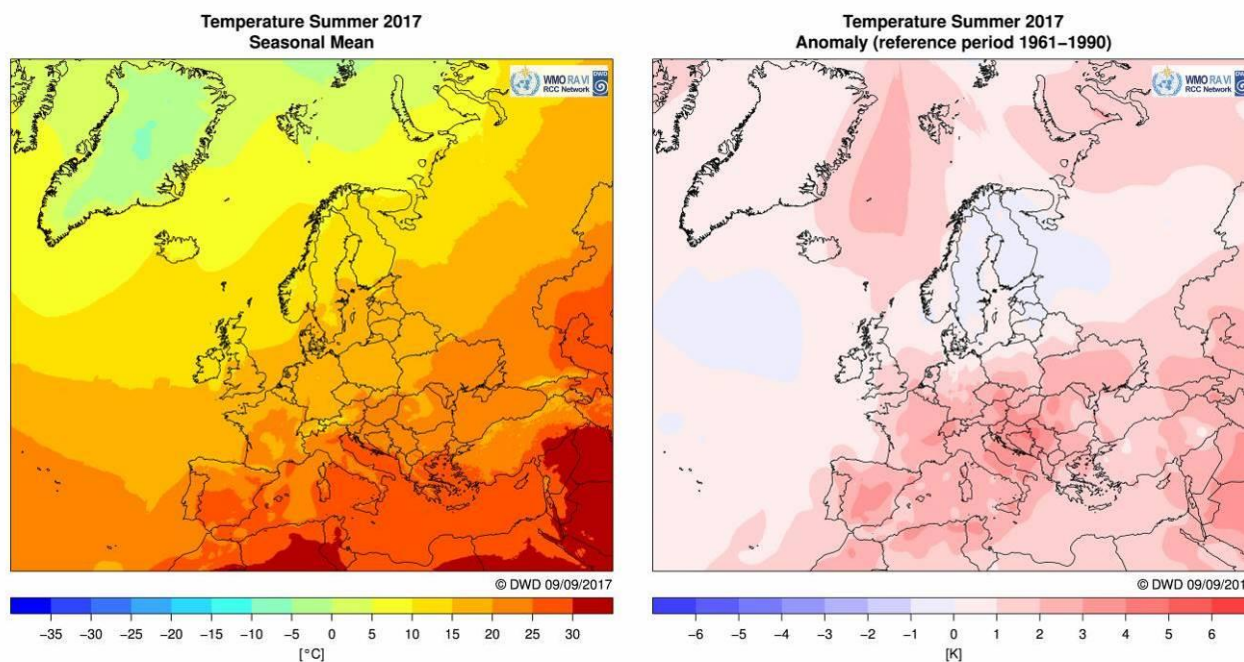 Temperature Summer 2017
Seasonal Mean
WMO RA VI
RCC Network
DWD
© DWD 09/09/2017
−35 −30 −25 −20 −15 −10 −5 0 5 10 15 20 25 30
[°C]
Temperature Summer 2017
Anomaly (reference period 1961−1990)
WMO RA VI
RCC Network
DWD
© DWD 09/09/201
−6 −5 −4 −3 −2 −1 0 1 2 3 4 5 6
[K]